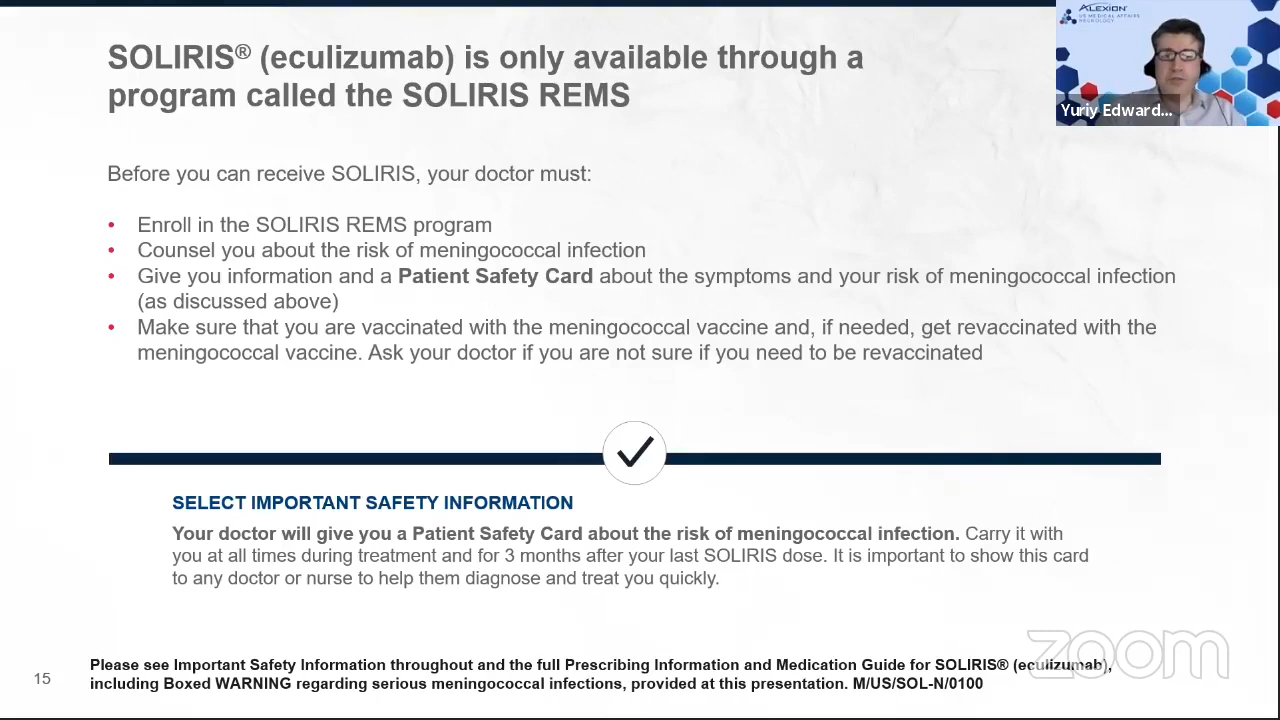 ALEXION
US MEDICAL AFFAIRS
NEUROLOGY
Yuriy Edward...
SOLIRIS® (eculizumab) is only available through a
program called the SOLIRIS REMS
Before you can receive SOLIRIS, your doctor must:
• Enroll in the SOLIRIS REMS program
• Counsel you about the risk of meningococcal infection
• Give you information and a Patient Safety Card about the symptoms and your risk of meningococcal infection
(as discussed above)
• Make sure that you are vaccinated with the meningococcal vaccine and, if needed, get revaccinated with the
meningococcal vaccine. Ask your doctor if you are not sure if you need to be revaccinated
SELECT IMPORTANT SAFETY INFORMATION
Your doctor will give you a Patient Safety Card about the risk of meningococcal infection. Carry it with
you at all times during treatment and for 3 months after your last SOLIRIS dose. It is important to show this card
to any doctor or nurse to help them diagnose and treat you quickly.
zoom
15
Please see Important Safety Information throughout and the full Prescribing Information and Medication Guide for SOLIRIS® (eculizumab),
including Boxed WARNING regarding serious meningococcal infections, provided at this presentation. M/US/SOL-N/0100